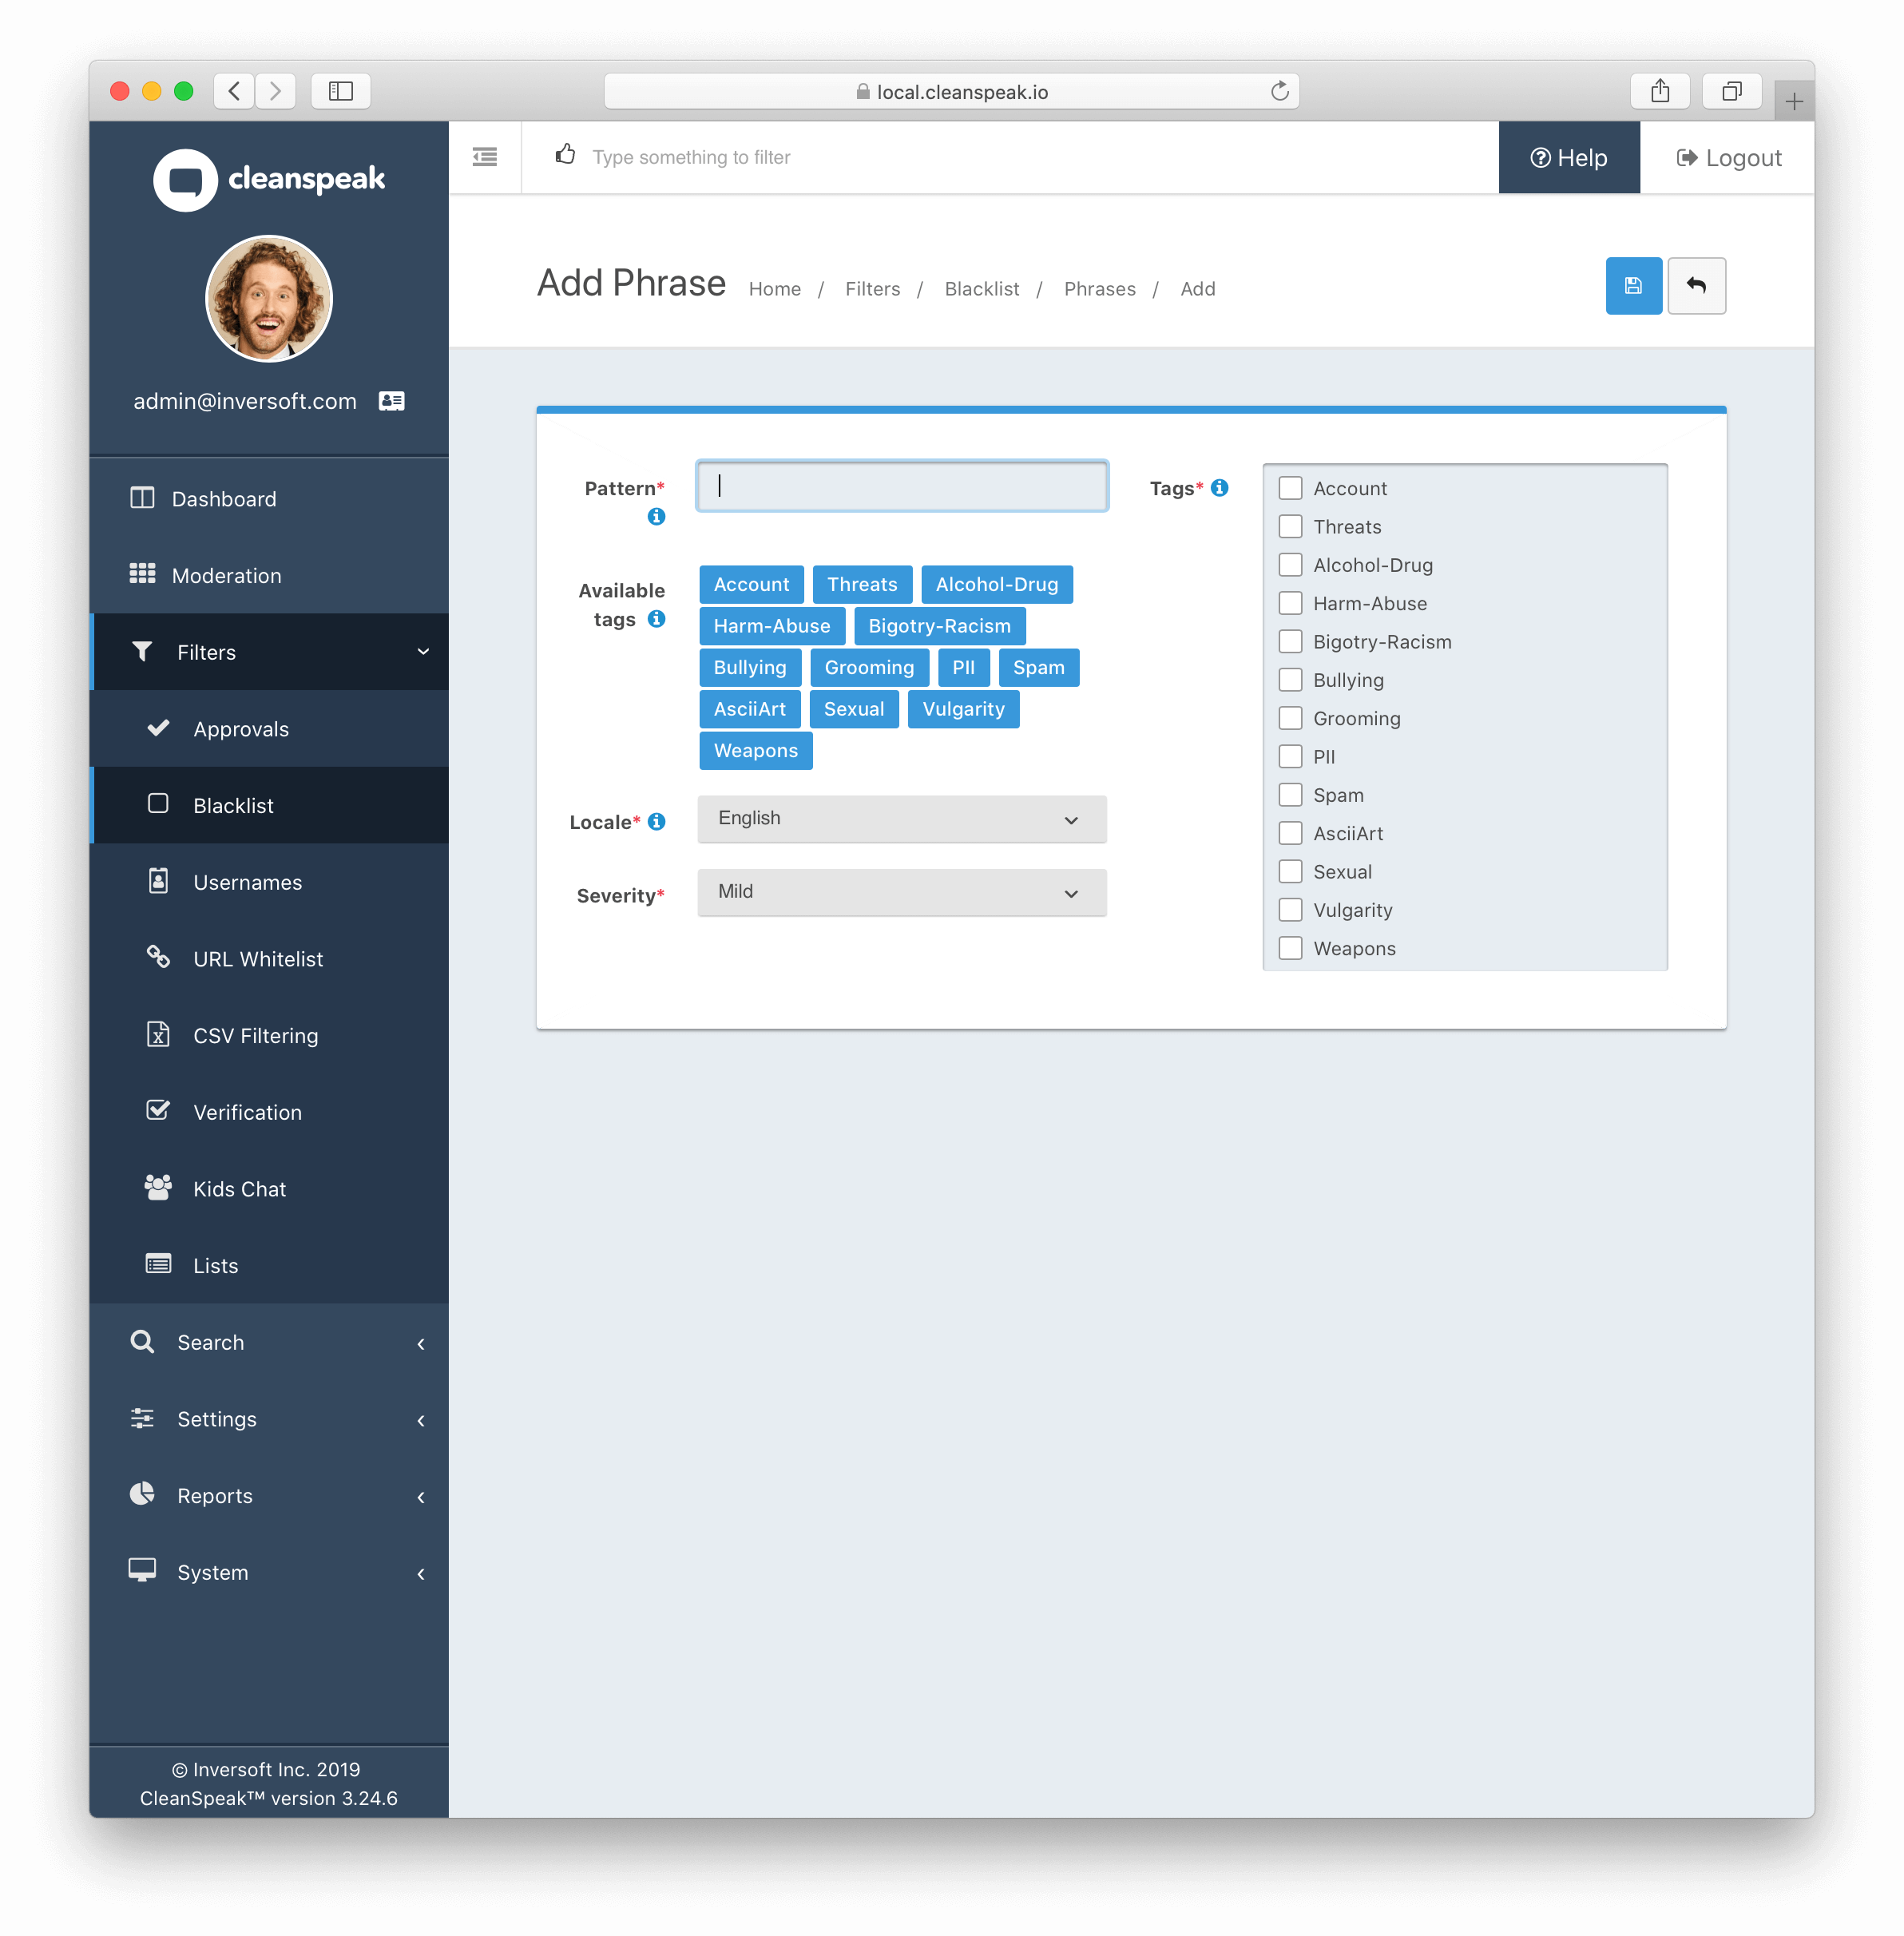 local.cleanspeak.io
cleanspeak
admin@inversoft.com
Dashboard
Moderation
Filters
Approvals
Blacklist
Usernames
URL Whitelist
CSV Filtering
Verification
Kids Chat
Lists
Search
Settings
Reports
System
© Inversoft Inc. 2019
CleanSpeak™ version 3.24.6
Type something to filter
Help
Logout
Add Phrase
Home / Filters / Blacklist / Phrases / Add
Pattern*
Available
tags
Account Threats Alcohol-Drug
Harm-Abuse Bigotry-Racism
Bullying Grooming PII Spam
AsciiArt Sexual Vulgarity
Weapons
Locale* English
Severity* Mild
Tags*
Account
Threats
Alcohol-Drug
Harm-Abuse
Bigotry-Racism
Bullying
Grooming
PII
Spam
AsciiArt
Sexual
Vulgarity
Weapons